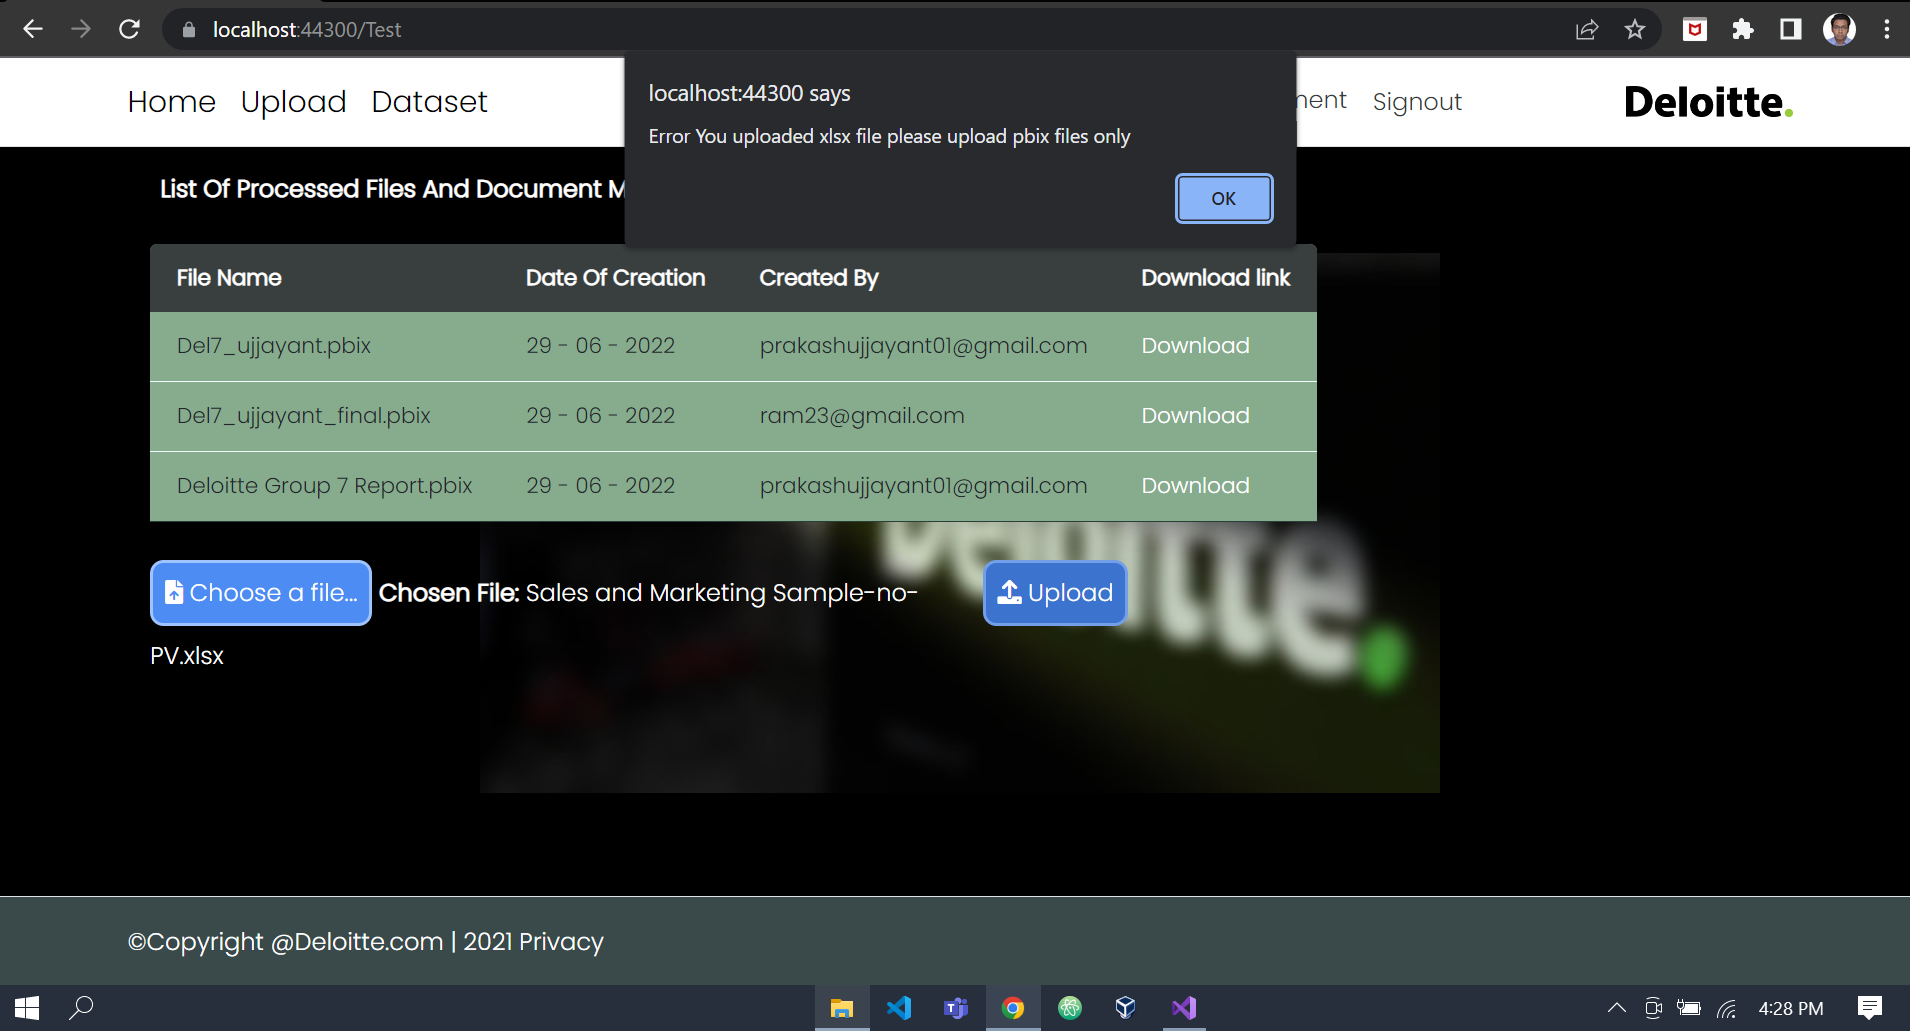 localhost:44300/Test
localhost:44300 says
Error You uploaded xlsx file please upload pbix files only
OK
Home Upload Dataset
Signout
Deloitte.
List Of Processed Files And Document
File Name Date Of Creation Created By Download link
Del7_ujjayant.pbix 29 - 06 - 2022 prakashujjayant01@gmail.com Download
Del7_ujjayant_final.pbix 29 - 06 - 2022 ram23@gmail.com Download
Deloitte Group 7 Report.pbix 29 - 06 - 2022 prakashujjayant01@gmail.com Download
Choose a file... Chosen File: Sales and Marketing Sample-no- Upload
PV.xlsx
Deloitte.
©Copyright @Deloitte.com | 2021 Privacy
4:28 PM